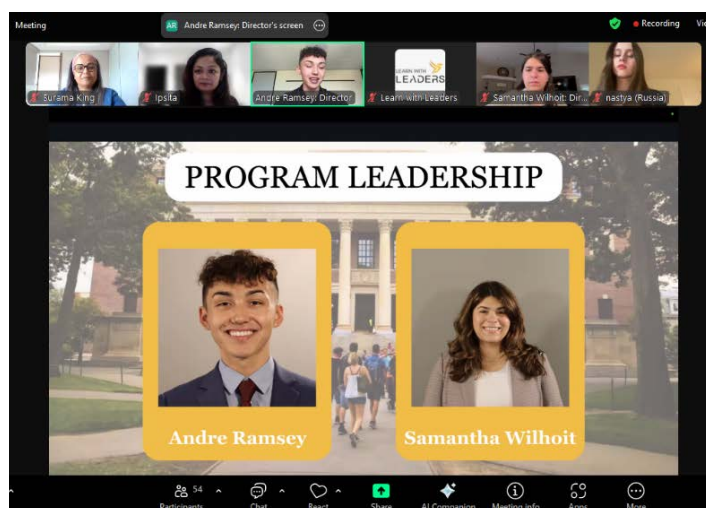 Meeting
AR Andre Ramsey: Director's screen
Recording
Surama King
Ipsita
Andre Ramsey: Director
LEARN WITH
LEADERS
Learn with Leaders
Samantha Wilhoit: Dir...
nastya (Russia)
PROGRAM LEADERSHIP
Andre Ramsey
Samantha Wilhoit
54
Participants
Chat
React
Share
AI Companion
Meeting info
Apps
More